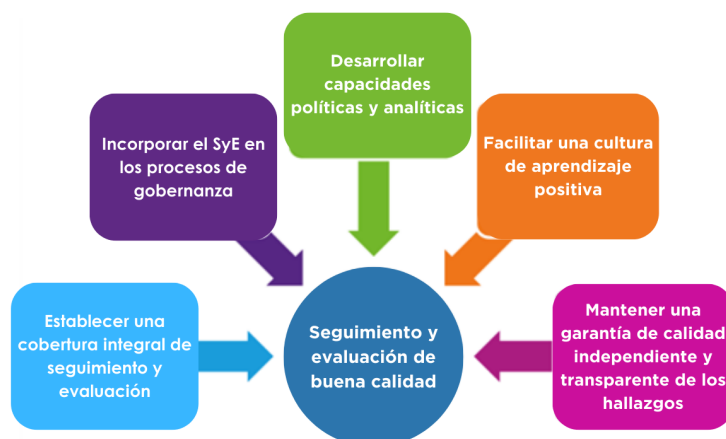 Desarrollar
capacidades
políticas y analíticas
Incorporar el SyE en
los procesos de
gobernanza
Facilitar una cultura
de aprendizaje
positiva
Establecer una
cobertura integral de
seguimiento y
evaluación
Seguimiento y
evaluación de
buena calidad
Mantener una
garantía de calidad
independiente y
transparente de los
hallazgos